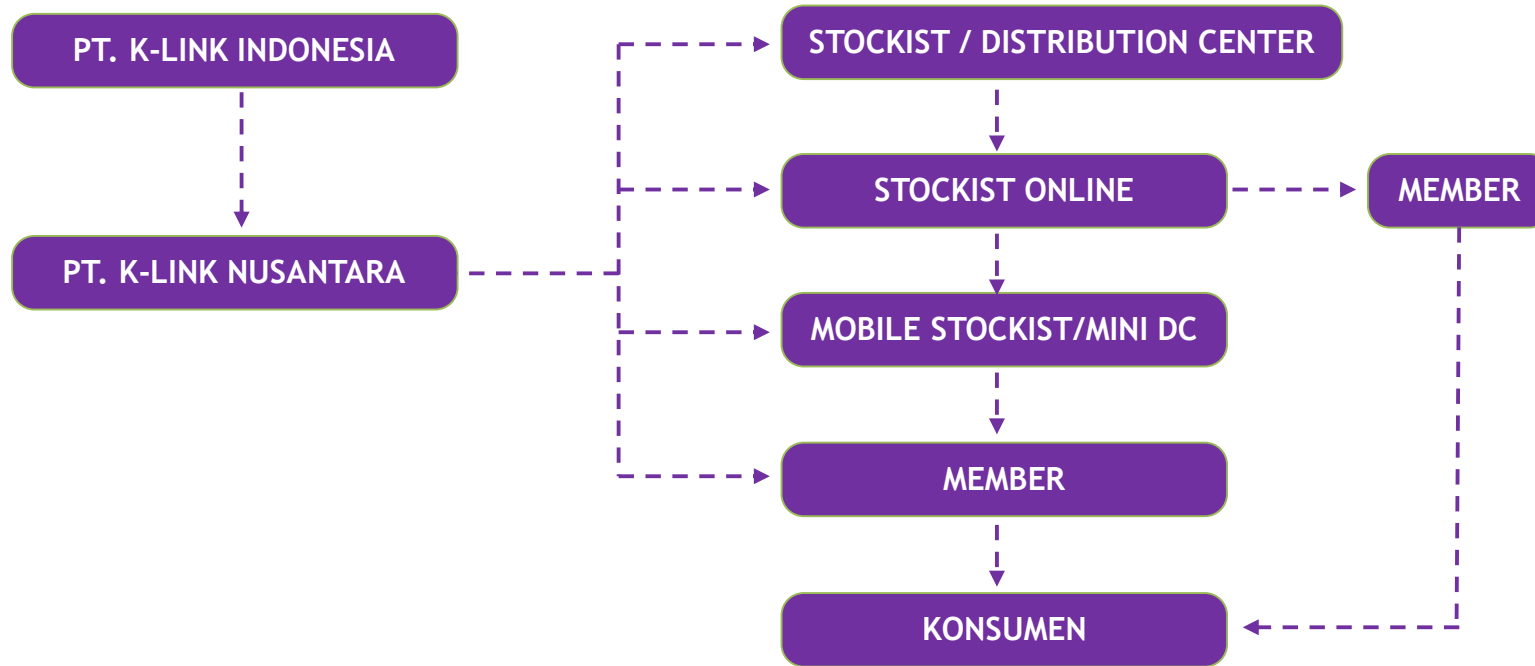 PT. K-LINK INDONESIA
STOCKIST / DISTRIBUTION CENTER
STOCKIST ONLINE
MEMBER
PT. K-LINK NUSANTARA
MOBILE STOCKIST/MINI DC
MEMBER
KONSUMEN